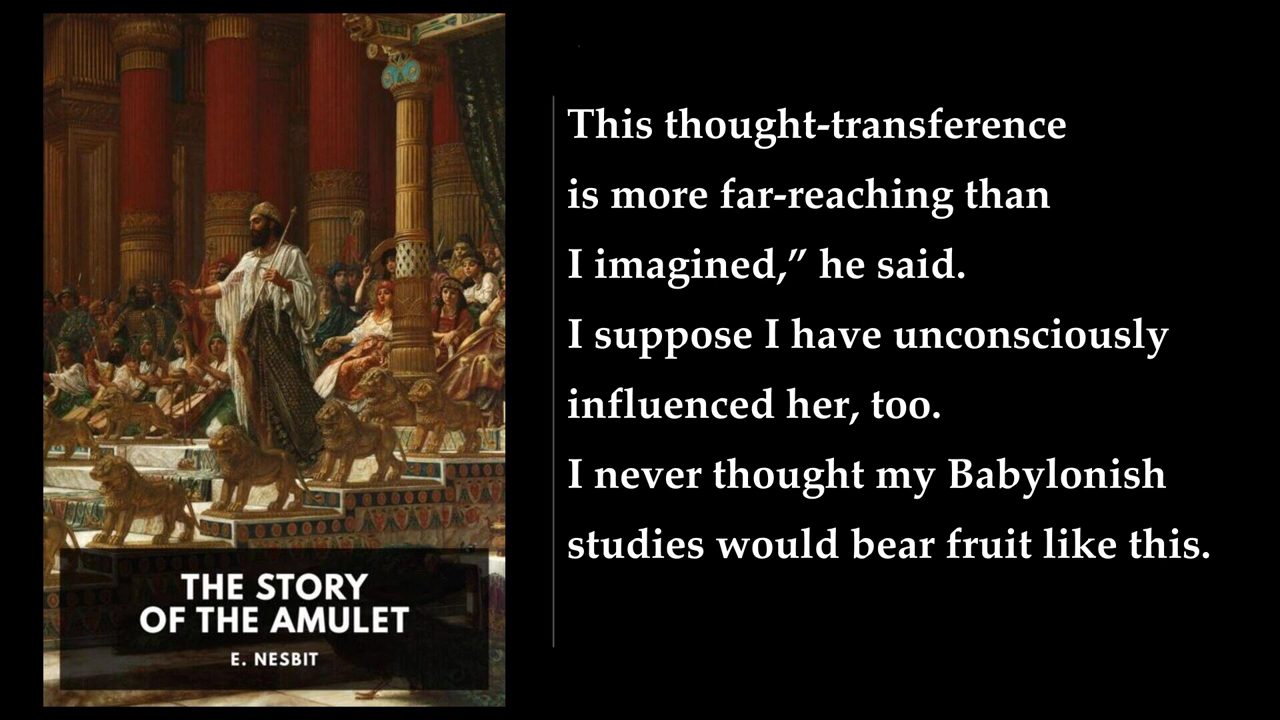 THE STORY
OF THE AMULET
E. NESBIT
This thought-transference
is more far-reaching than
I imagined,” he said.
I suppose I have unconsciously
influenced her, too.
I never thought my Babylonish
studies would bear fruit like this.